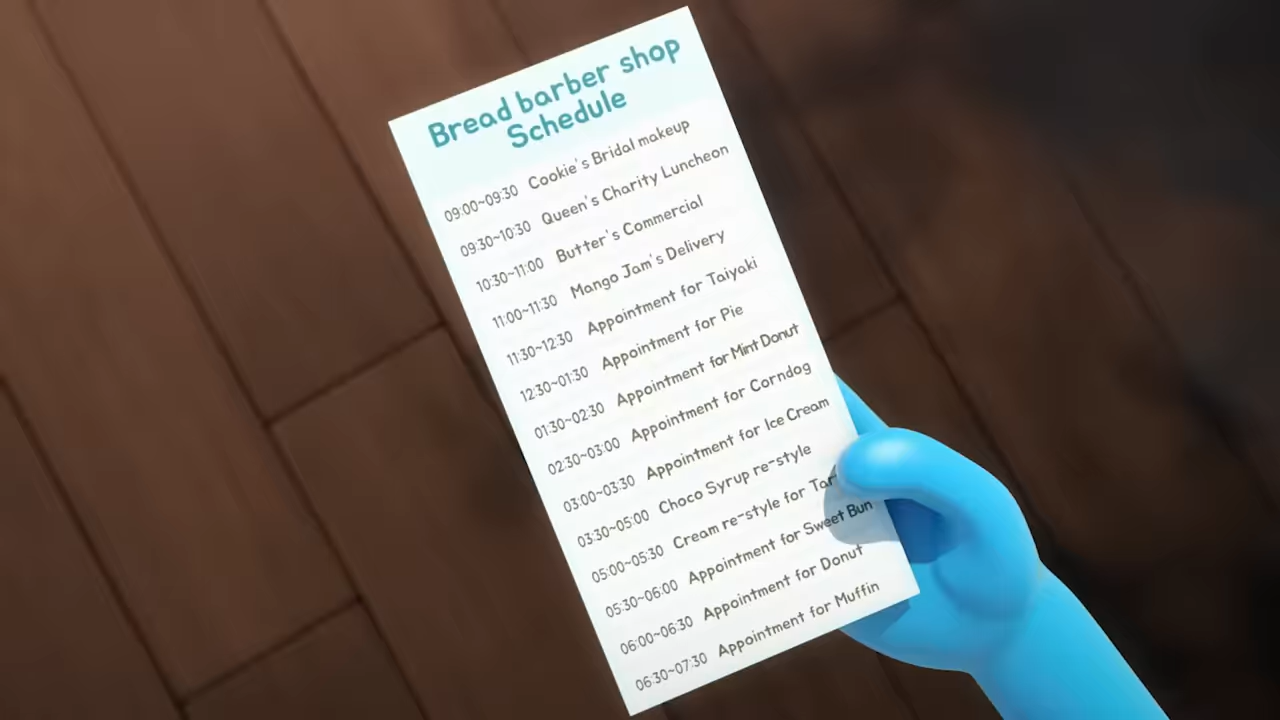 Bread barber shop
Schedule
09:00~09:30 Cookie's Bridal makeup
09:30~10:30 Queen's Charity Luncheon
10:30~11:00 Butter's Commercial
11:00~11:30 Mango Jam's Delivery
11:30~12:30 Appointment for Taiyaki
12:30~01:30 Appointment for Pie
01:30~02:30 Appointment for Mint Donut
02:30~03:00 Appointment for Corndog
03:00~03:30 Appointment for Ice Cream
03:30~05:00 Choco Syrup re-style
05:00~05:30 Cream re-style for
05:30~06:00 Appointment for Sweet Bun
06:00~06:30 Appointment for Donut
06:30~07:30 Appointment for Muffin